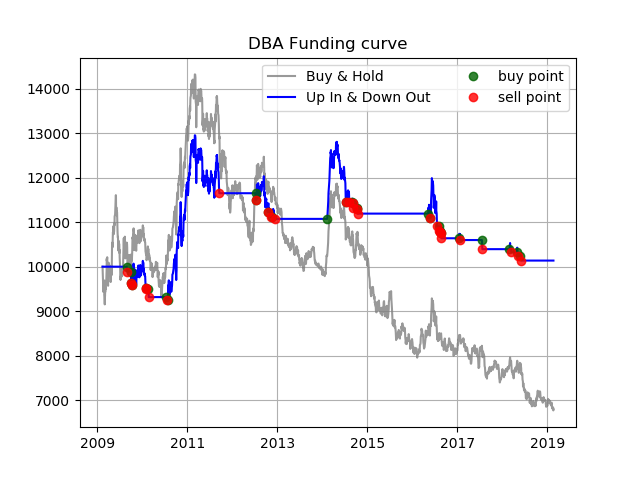 DBA Funding curve
Buy & Hold
Up In & Down Out
buy point
sell point
14000
13000
12000
11000
10000
9000
8000
7000
2009 2011 2013 2015 2017 2019